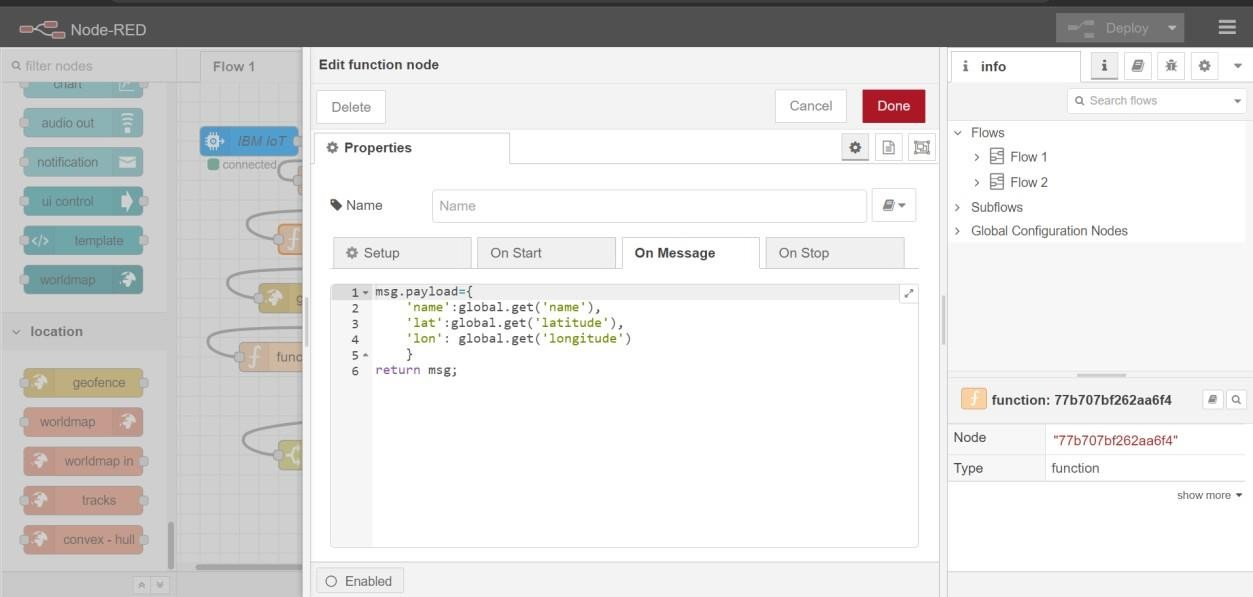 Node-RED
Deploy
filter nodes
chart
audio out
notification
ui control
template
worldmap
location
geofence
worldmap
worldmap in
tracks
convex - hull
Flow 1
IBM IoT
connected
func
Edit function node
Delete
Cancel
Done
Properties
Name
Name
Setup
On Start
On Message
On Stop
1 msg.payload={
2 'name':global.get('name'),
3 'lat':global.get('latitude'),
4 'lon': global.get('longitude')
5 }
6 return msg;
Enabled
i info
i
Search flows
Flows
Flow 1
Flow 2
Subflows
Global Configuration Nodes
function: 77b707bf262aa6f4
Node "77b707bf262aa6f4"
Type function
show more